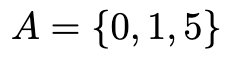 A = {0, 1, 5}